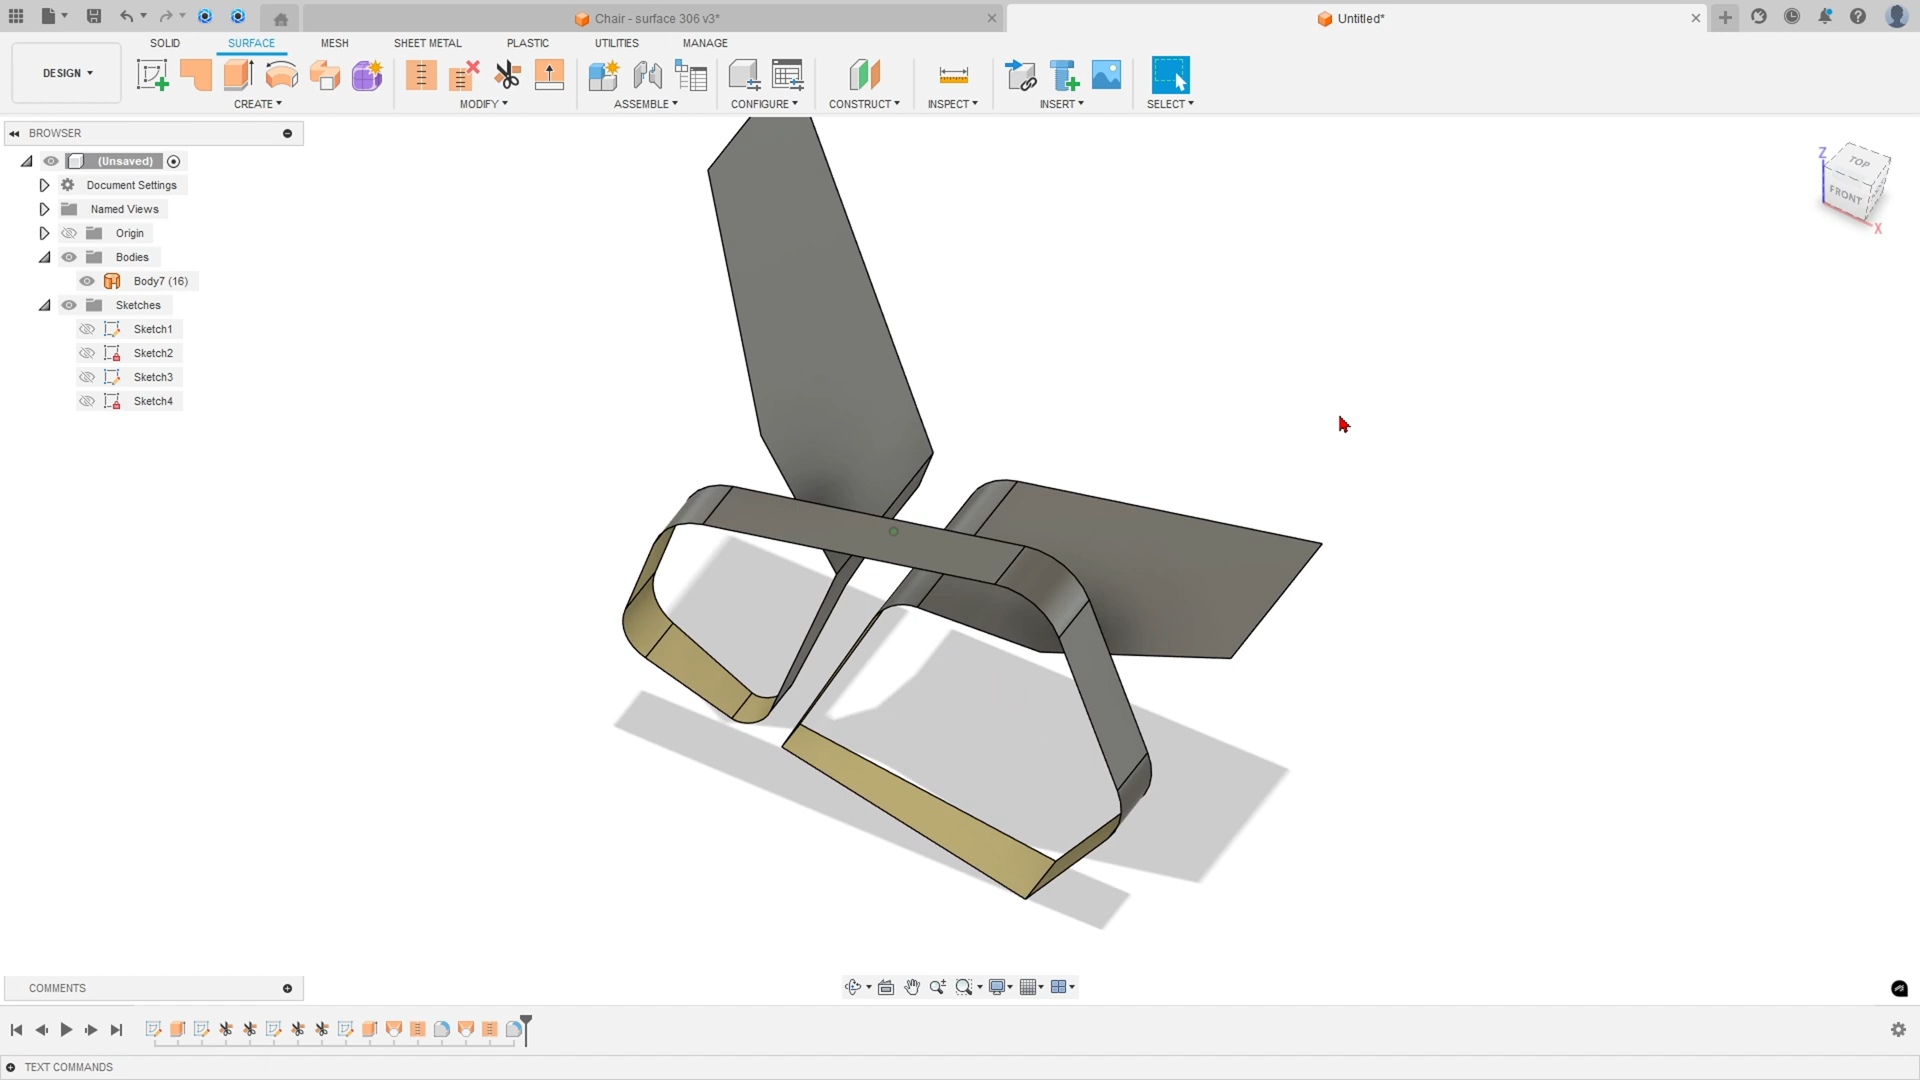 Chair - surface 306 v3*
Untitled*
DESIGN
SOLID
SURFACE
MESH
SHEET METAL
PLASTIC
UTILITIES
MANAGE
CREATE
MODIFY
ASSEMBLE
CONFIGURE
CONSTRUCT
INSPECT
INSERT
SELECT
BROWSER
(Unsaved)
Document Settings
Named Views
Origin
Bodies
Body7 (16)
Sketches
Sketch1
Sketch2
Sketch3
Sketch4
Z
TOP
FRONT
X
COMMENTS
TEXT COMMANDS